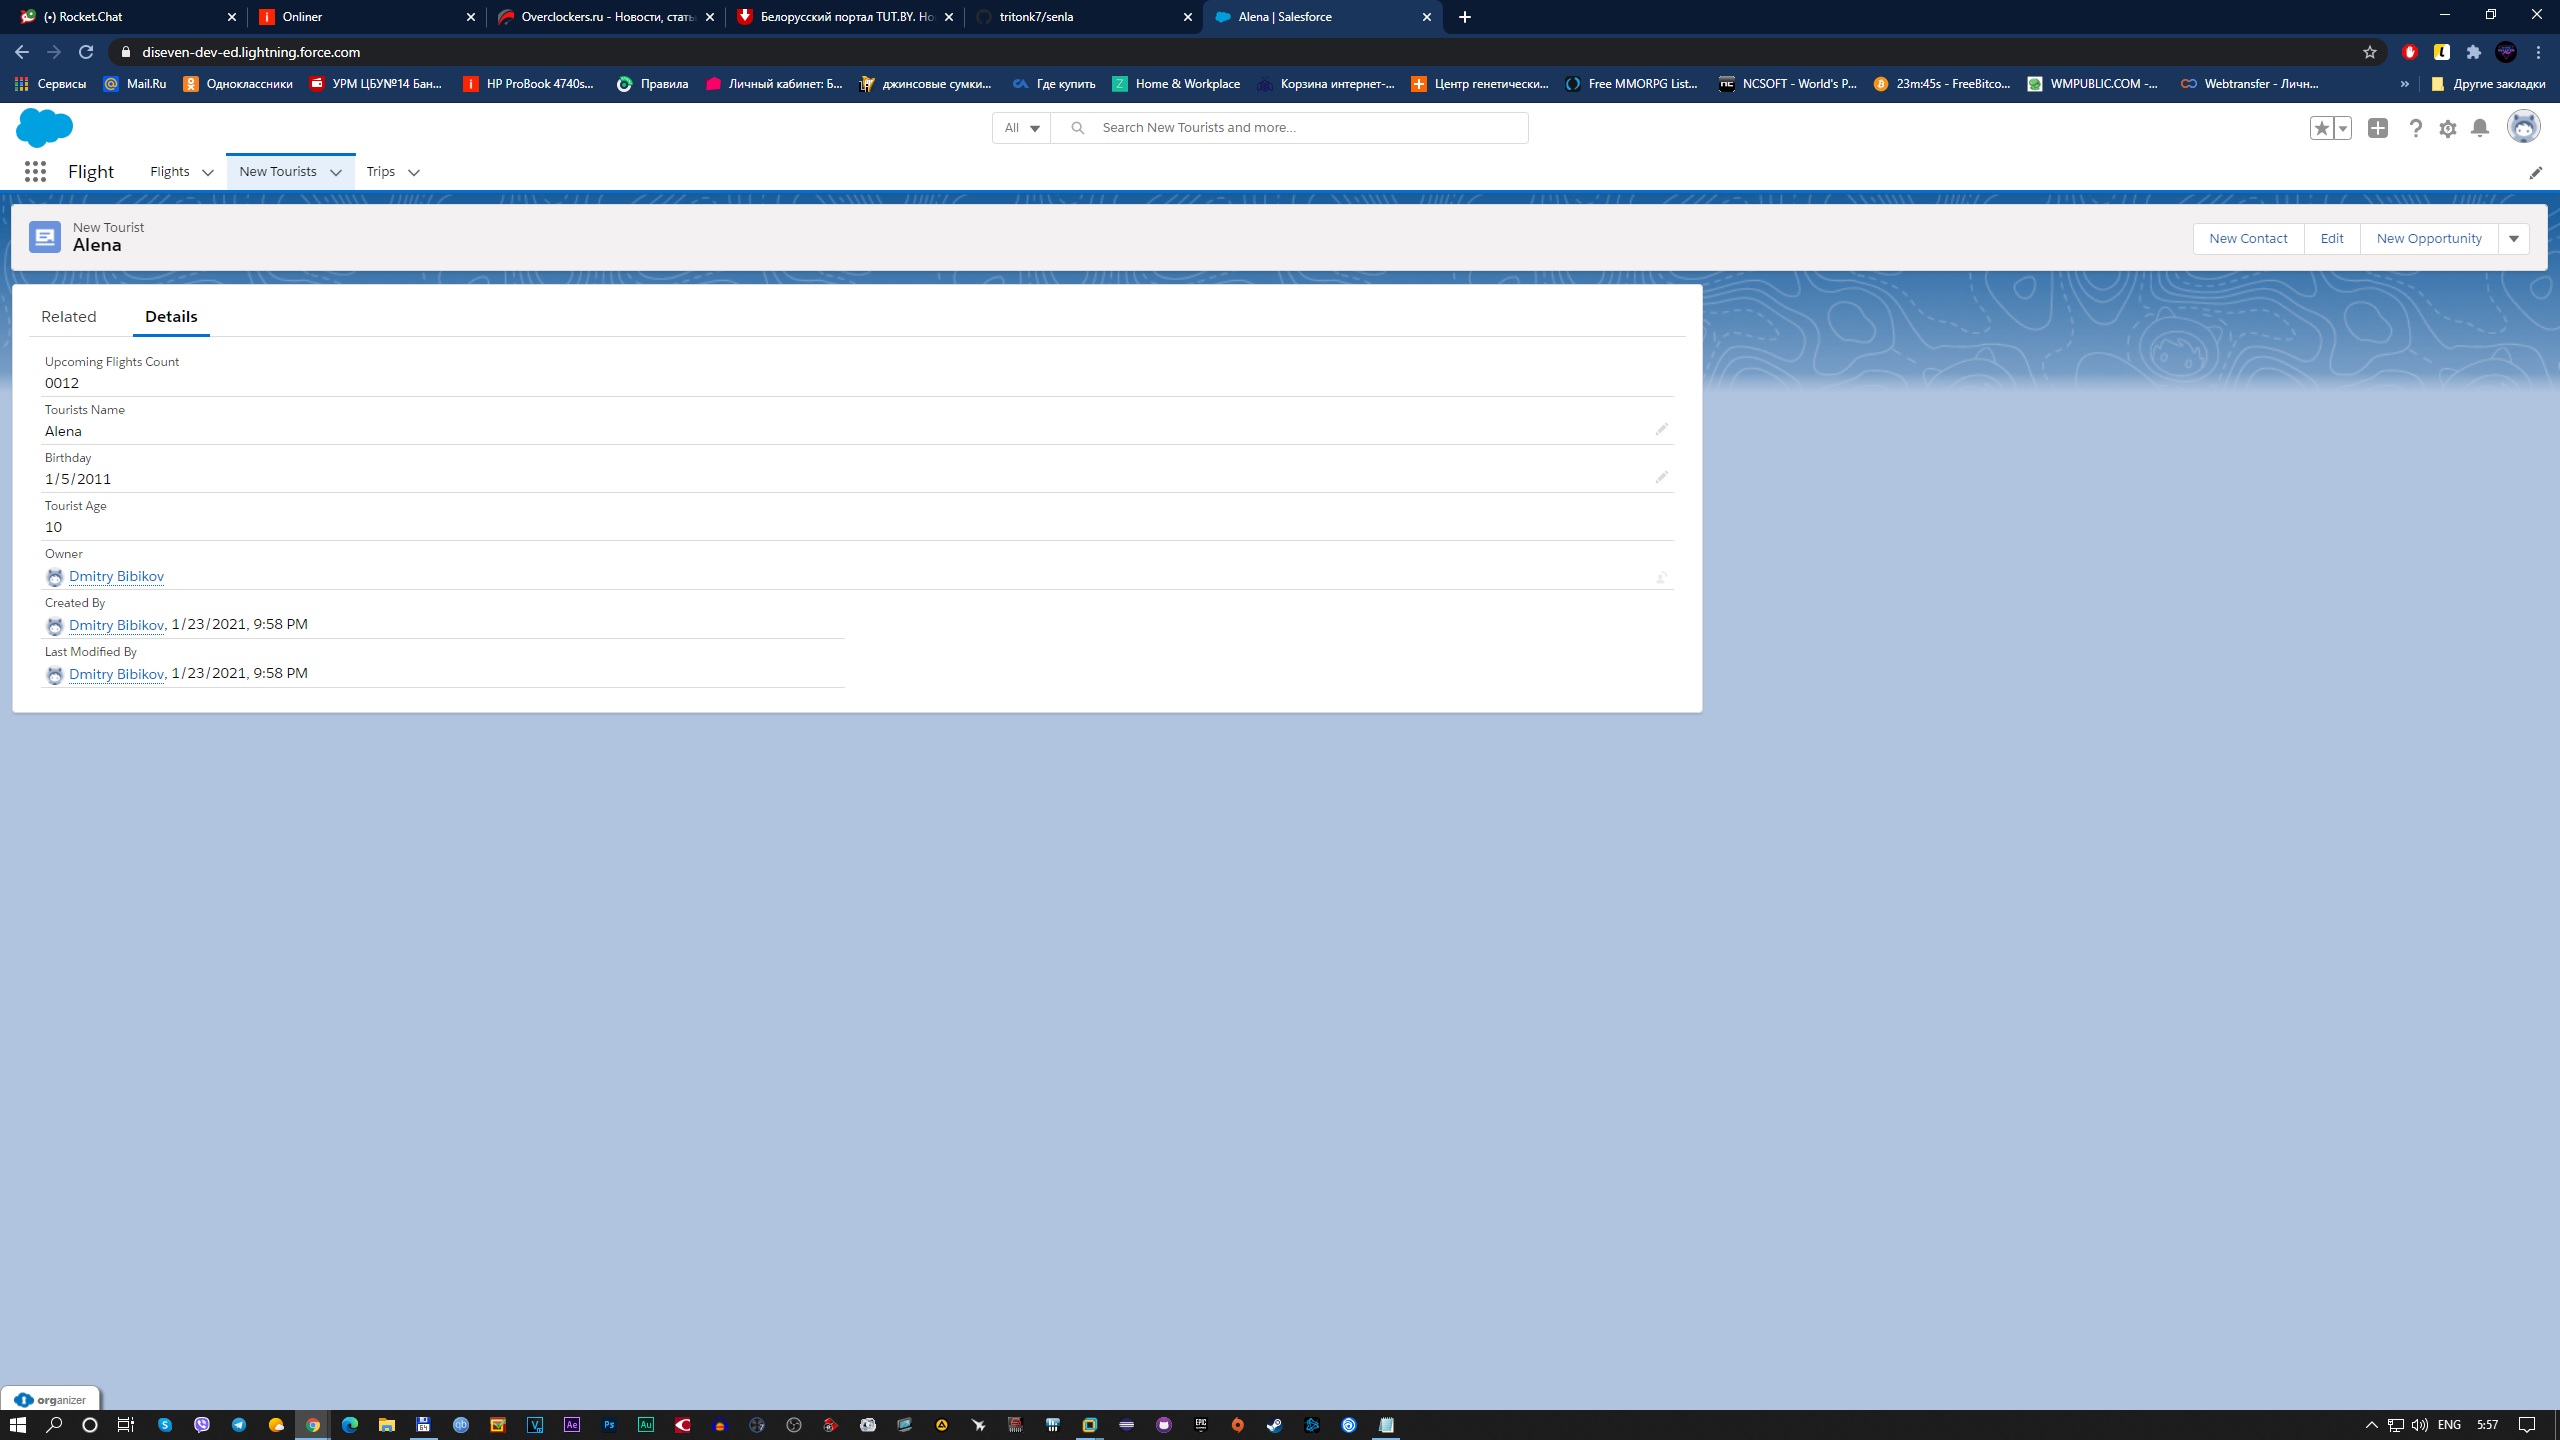 (•) Rocket.Chat
Onliner
Overclockers.ru - Новости, стать
Белорусский портал TUT.BY. Но
tritonk7/senla
Alena | Salesforce
diseven-dev-ed.lightning.force.com
Сервисы
Mail.Ru
Одноклассники
УРМ ЦБУ№14 Бан...
HP ProBook 4740s...
Правила
Личный кабинет: Б...
джинсовые сумки...
Где купить
Home & Workplace
Корзина интернет-...
Центр генетически...
Free MMORPG List...
NCSOFT - World's P...
23m:45s - FreeBitco...
WMPUBLIC.COM -...
Webtransfer - Личн...
»
Другие закладки
All
Search New Tourists and more...
Flight
Flights
New Tourists
Trips
New Tourist
Alena
New Contact
Edit
New Opportunity
Related
Details
Upcoming Flights Count
0012
Tourists Name
Alena
Birthday
1/5/2011
Tourist Age
10
Owner
Dmitry Bibikov
Created By
Dmitry Bibikov, 1/23/2021, 9:58 PM
Last Modified By
Dmitry Bibikov, 1/23/2021, 9:58 PM
organizer
ENG
5:57